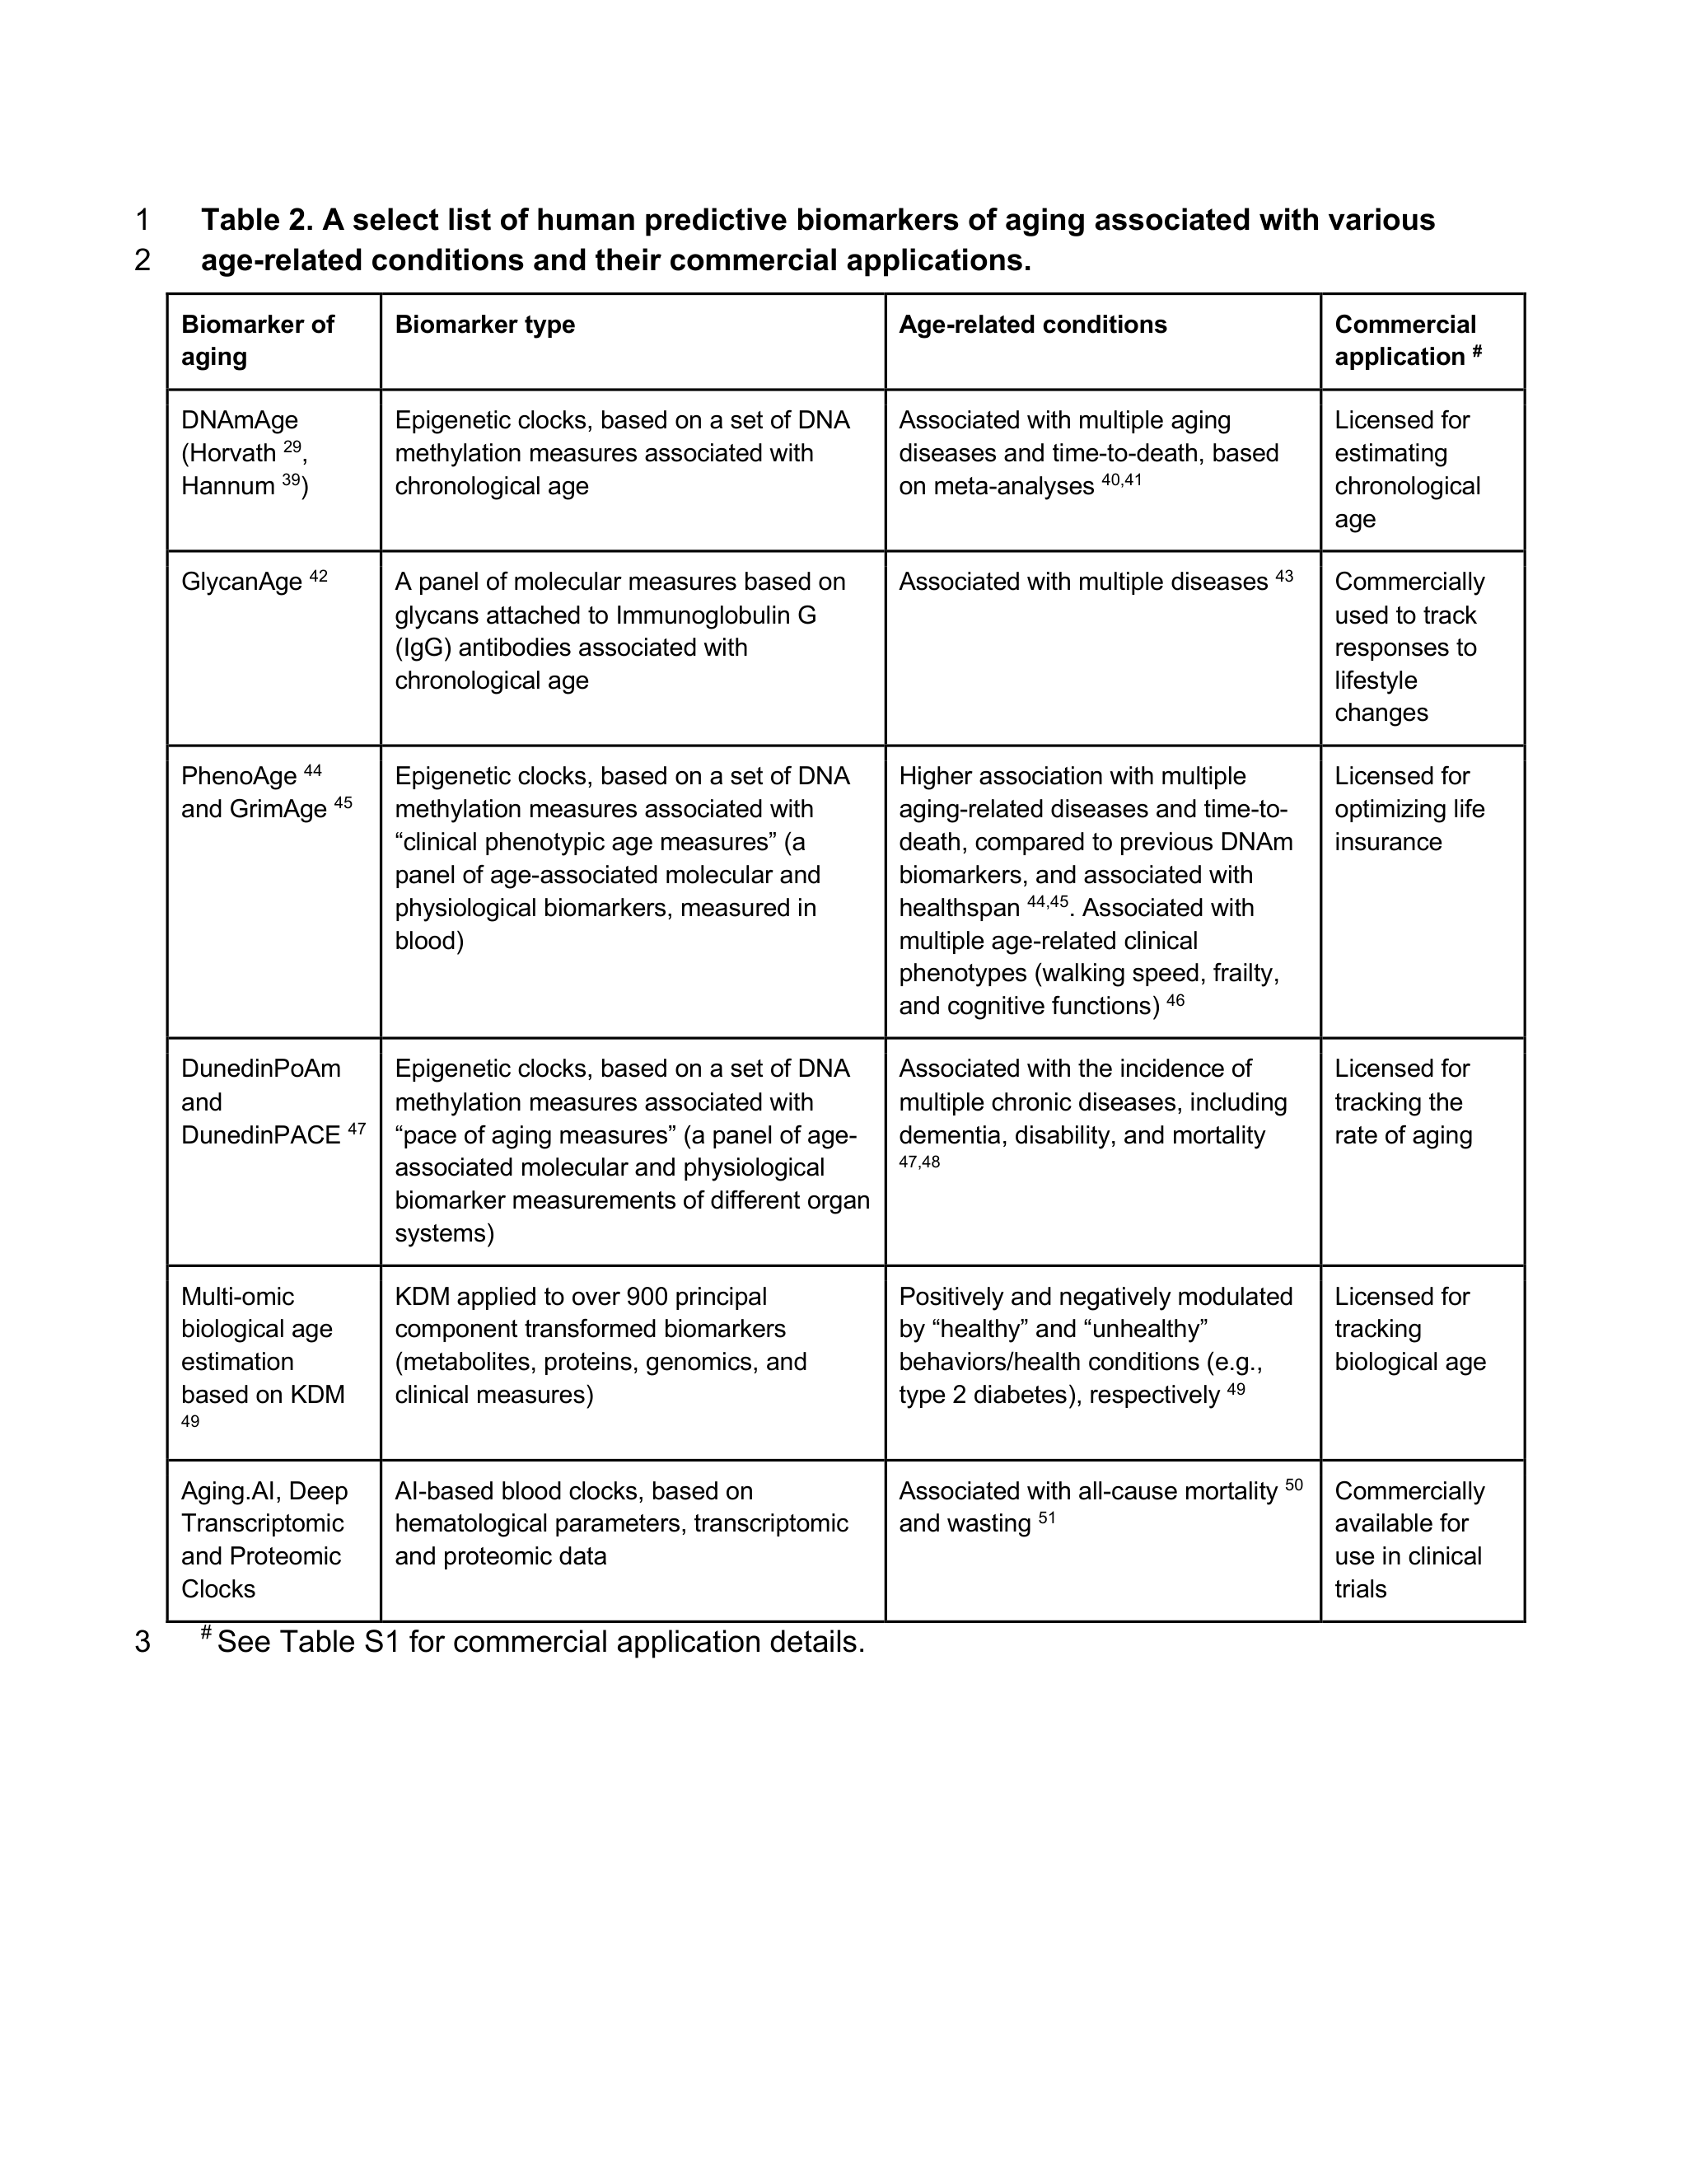 1 Table 2. A select list of human predictive biomarkers of aging associated with various
2 age-related conditions and their commercial applications.
Biomarker of
aging
Biomarker type
Age-related conditions
Commercial
application #
DNAmAge
(Horvath 29,
Hannum 39)
Epigenetic clocks, based on a set of DNA
methylation measures associated with
chronological age
Associated with multiple aging
diseases and time-to-death, based
on meta-analyses 40,41
Licensed for
estimating
chronological
age
GlycanAge 42
A panel of molecular measures based on
glycans attached to Immunoglobulin G
(IgG) antibodies associated with
chronological age
Associated with multiple diseases 43
Commercially
used to track
responses to
lifestyle
changes
PhenoAge 44
and GrimAge 45
Epigenetic clocks, based on a set of DNA
methylation measures associated with
“clinical phenotypic age measures” (a
panel of age-associated molecular and
physiological biomarkers, measured in
blood)
Higher association with multiple
aging-related diseases and time-to-
death, compared to previous DNAm
biomarkers, and associated with
healthspan 44,45. Associated with
multiple age-related clinical
phenotypes (walking speed, frailty,
and cognitive functions) 46
Licensed for
optimizing life
insurance
DunedinPoAm
and
DunedinPACE 47
Epigenetic clocks, based on a set of DNA
methylation measures associated with
“pace of aging measures” (a panel of age-
associated molecular and physiological
biomarker measurements of different organ
systems)
Associated with the incidence of
multiple chronic diseases, including
dementia, disability, and mortality
47,48
Licensed for
tracking the
rate of aging
Multi-omic
biological age
estimation
based on KDM
49
KDM applied to over 900 principal
component transformed biomarkers
(metabolites, proteins, genomics, and
clinical measures)
Positively and negatively modulated
by “healthy” and “unhealthy”
behaviors/health conditions (e.g.,
type 2 diabetes), respectively 49
Licensed for
tracking
biological age
Aging.AI, Deep
Transcriptomic
and Proteomic
Clocks
AI-based blood clocks, based on
hematological parameters, transcriptomic
and proteomic data
Associated with all-cause mortality 50
and wasting 51
Commercially
available for
use in clinical
trials
3 # See Table S1 for commercial application details.